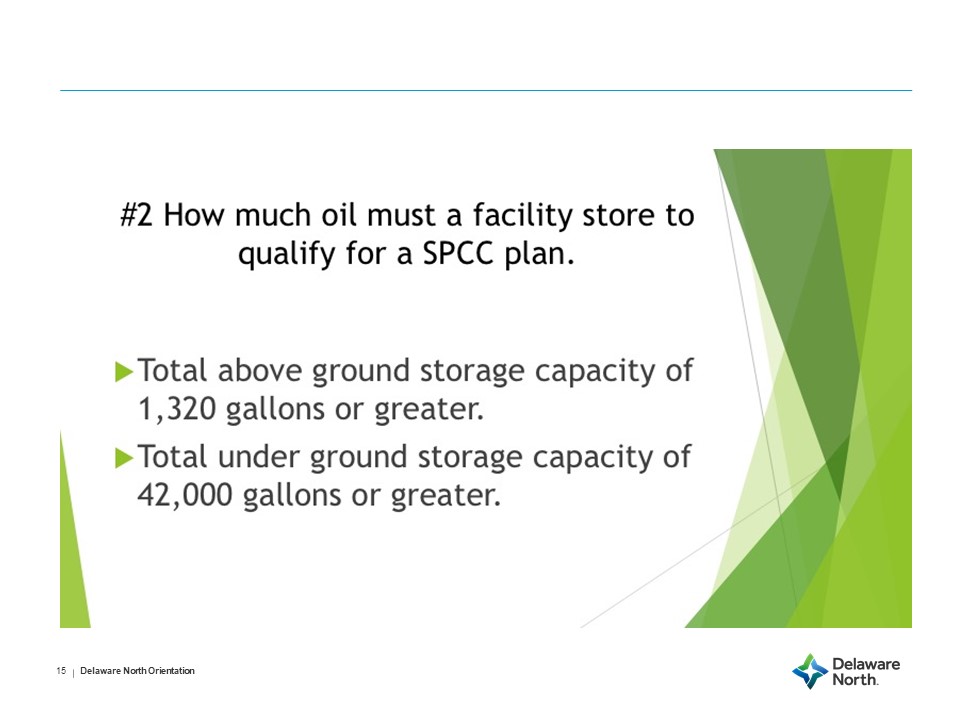 #2 How much oil must a facility store to
qualify for a SPCC plan.
Total above ground storage capacity of
1,320 gallons or greater.
Total under ground storage capacity of
42,000 gallons or greater.
15 | Delaware North Orientation
Delaware
North.